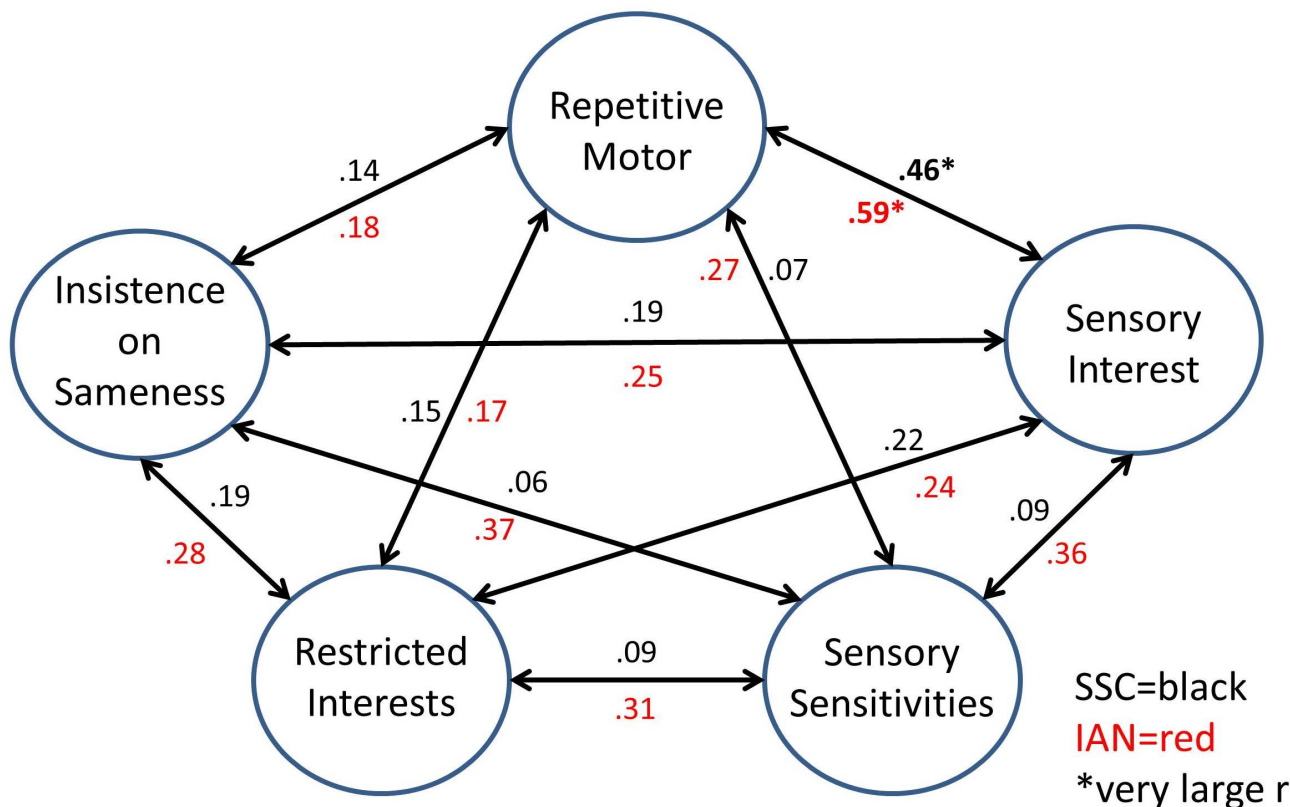 Repetitive
Motor
.14
.18
.46*
.59*
Insistence
on
Sameness
.27
.07
Sensory
Interest
.19
.25
.15
.17
.22
.24
.06
.37
.19
.28
.09
.36
Restricted
Interests
.09
.31
Sensory
Sensitivities
SSC=black
IAN=red
*very large r